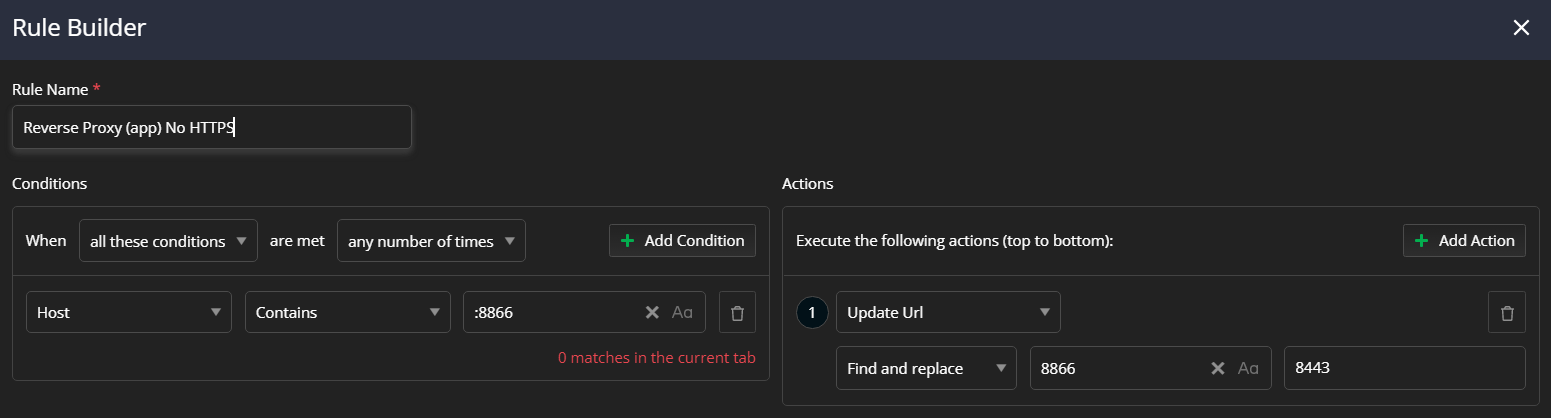 Rule Builder
Rule Name *
Reverse Proxy (app) No HTTPS
Conditions
When all these conditions are met any number of times Add Condition
Host Contains :8866 Aa
0 matches in the current tab
Actions
Execute the following actions (top to bottom): Add Action
1 Update Url
Find and replace 8866 Aa 8443